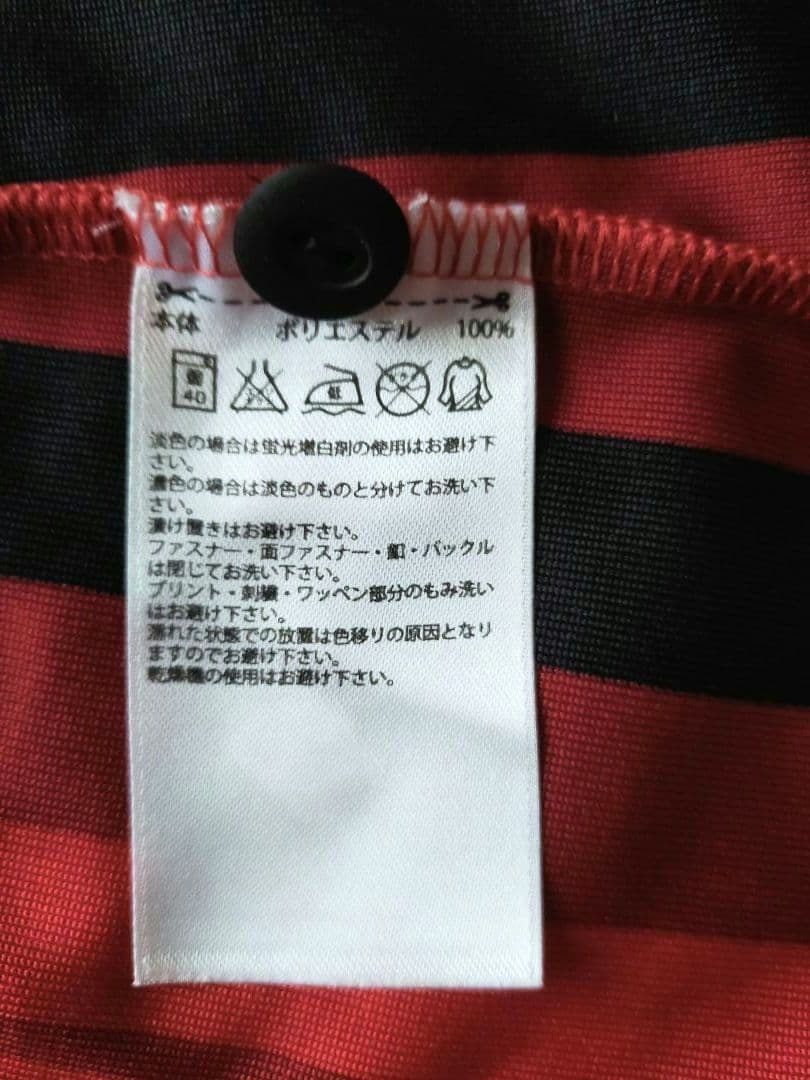 本体 ポリエステル 100%
弱 40 低
淡色の場合は蛍光増白剤の使用はお避け下
さい。
濃色の場合は淡色のものと分けてお洗い下
さい。
漬け置きはお避け下さい。
ファスナー・面ファスナー・釦・バックル
は閉じてお洗い下さい。
プリント・刺繍・ワッペン部分のもみ洗い
はお避け下さい。
濡れた状態での放置は色移りの原因となり
ますのでお避け下さい。
乾燥機の使用はお避け下さい。